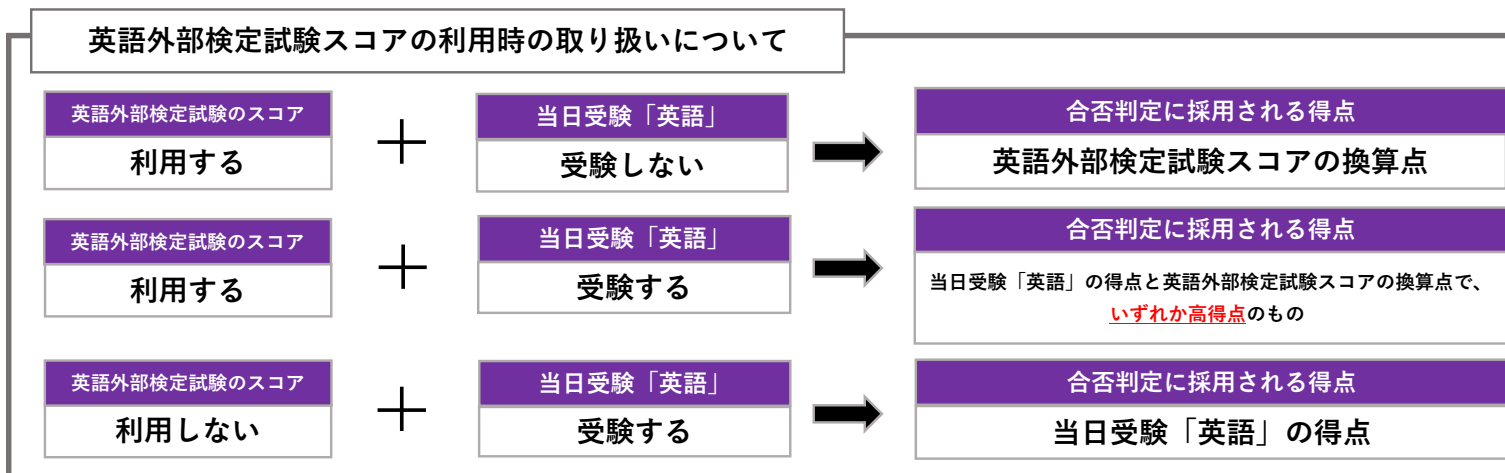 英語外部検定試験スコアの利用時の取り扱いについて
英語外部検定試験のスコア
利用する
＋
当日受験「英語」
受験しない
合否判定に採用される得点
英語外部検定試験スコアの換算点
英語外部検定試験のスコア
利用する
＋
当日受験「英語」
受験する
合否判定に採用される得点
当日受験「英語」の得点と英語外部検定試験スコアの換算点で、
いずれか高得点のもの
英語外部検定試験のスコア
利用しない
＋
当日受験「英語」
受験する
合否判定に採用される得点
当日受験「英語」の得点